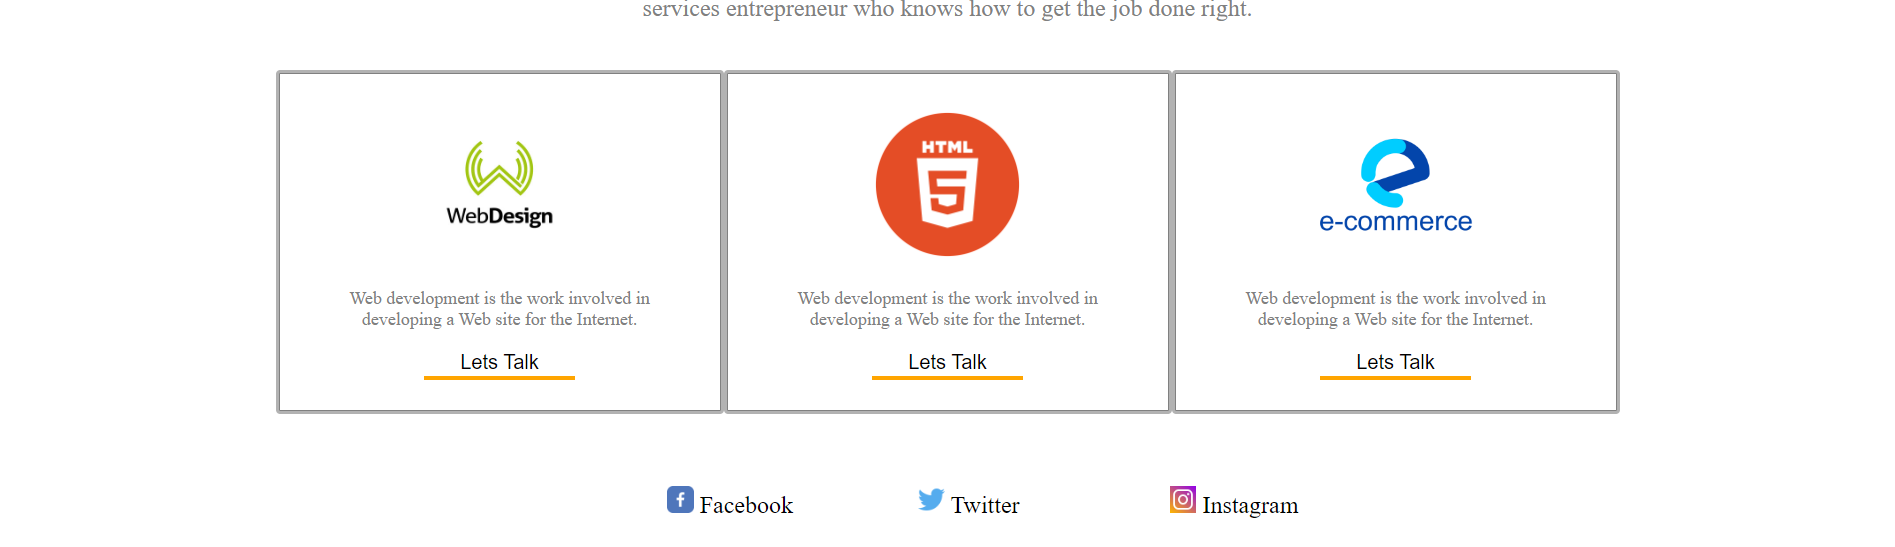 services entrepreneur who knows how to get the job done right.
WebDesign
HTML
5
e-commerce
Web development is the work involved in
developing a Web site for the Internet.
Lets Talk
Web development is the work involved in
developing a Web site for the Internet.
Lets Talk
Web development is the work involved in
developing a Web site for the Internet.
Lets Talk
Facebook
Twitter
Instagram